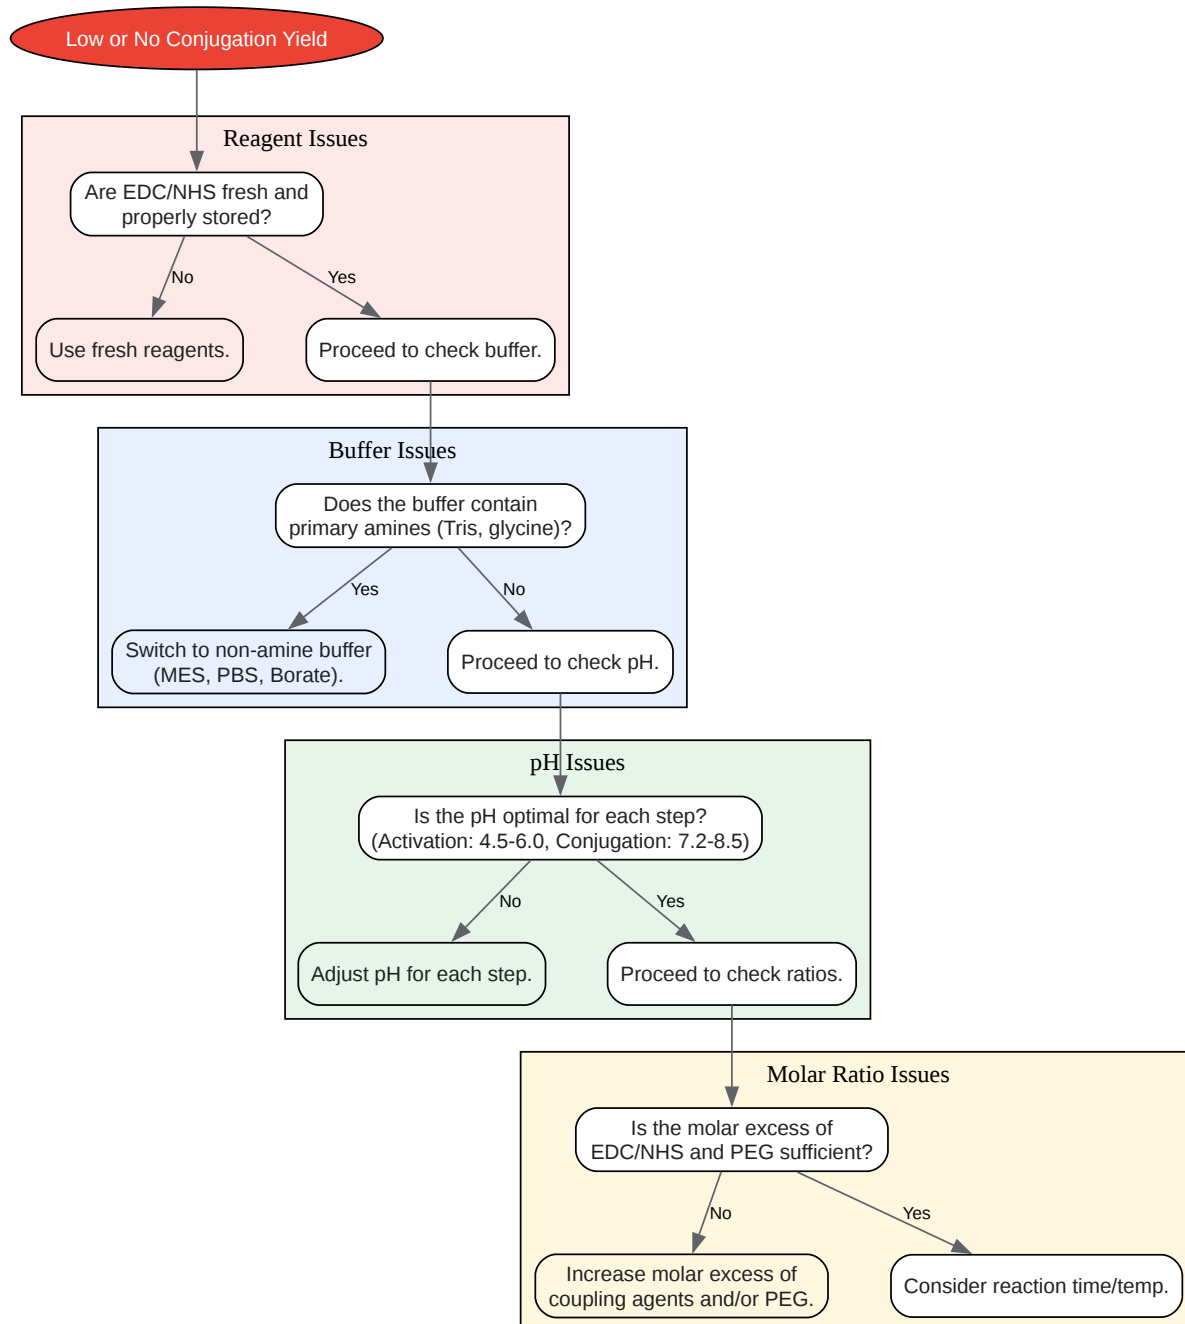 Low or No Conjugation Yield
Reagent Issues
Are EDC/NHS fresh and
properly stored?
No
Yes
Use fresh reagents.
Proceed to check buffer.
Buffer Issues
Does the buffer contain
primary amines (Tris, glycine)?
Yes
No
Switch to non-amine buffer
(MES, PBS, Borate).
Proceed to check pH.
pH Issues
Is the pH optimal for each step?
(Activation: 4.5-6.0, Conjugation: 7.2-8.5)
No
Yes
Adjust pH for each step.
Proceed to check ratios.
Molar Ratio Issues
Is the molar excess of
EDC/NHS and PEG sufficient?
No
Yes
Increase molar excess of
coupling agents and/or PEG.
Consider reaction time/temp.